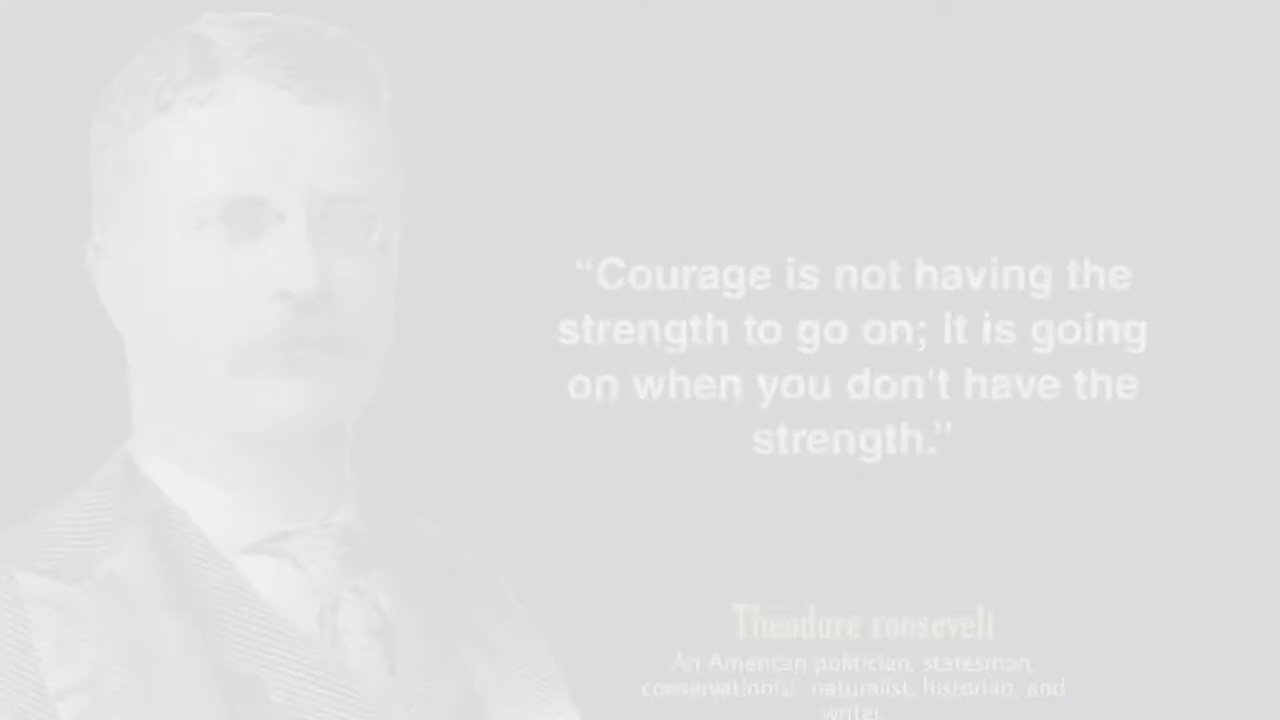 “Courage is not having the
strength to go on; it is going
on when you don't have the
strength.”
Theodore roosevelt
An American politician, statesman,
conservationist, naturalist, historian, and
writer.